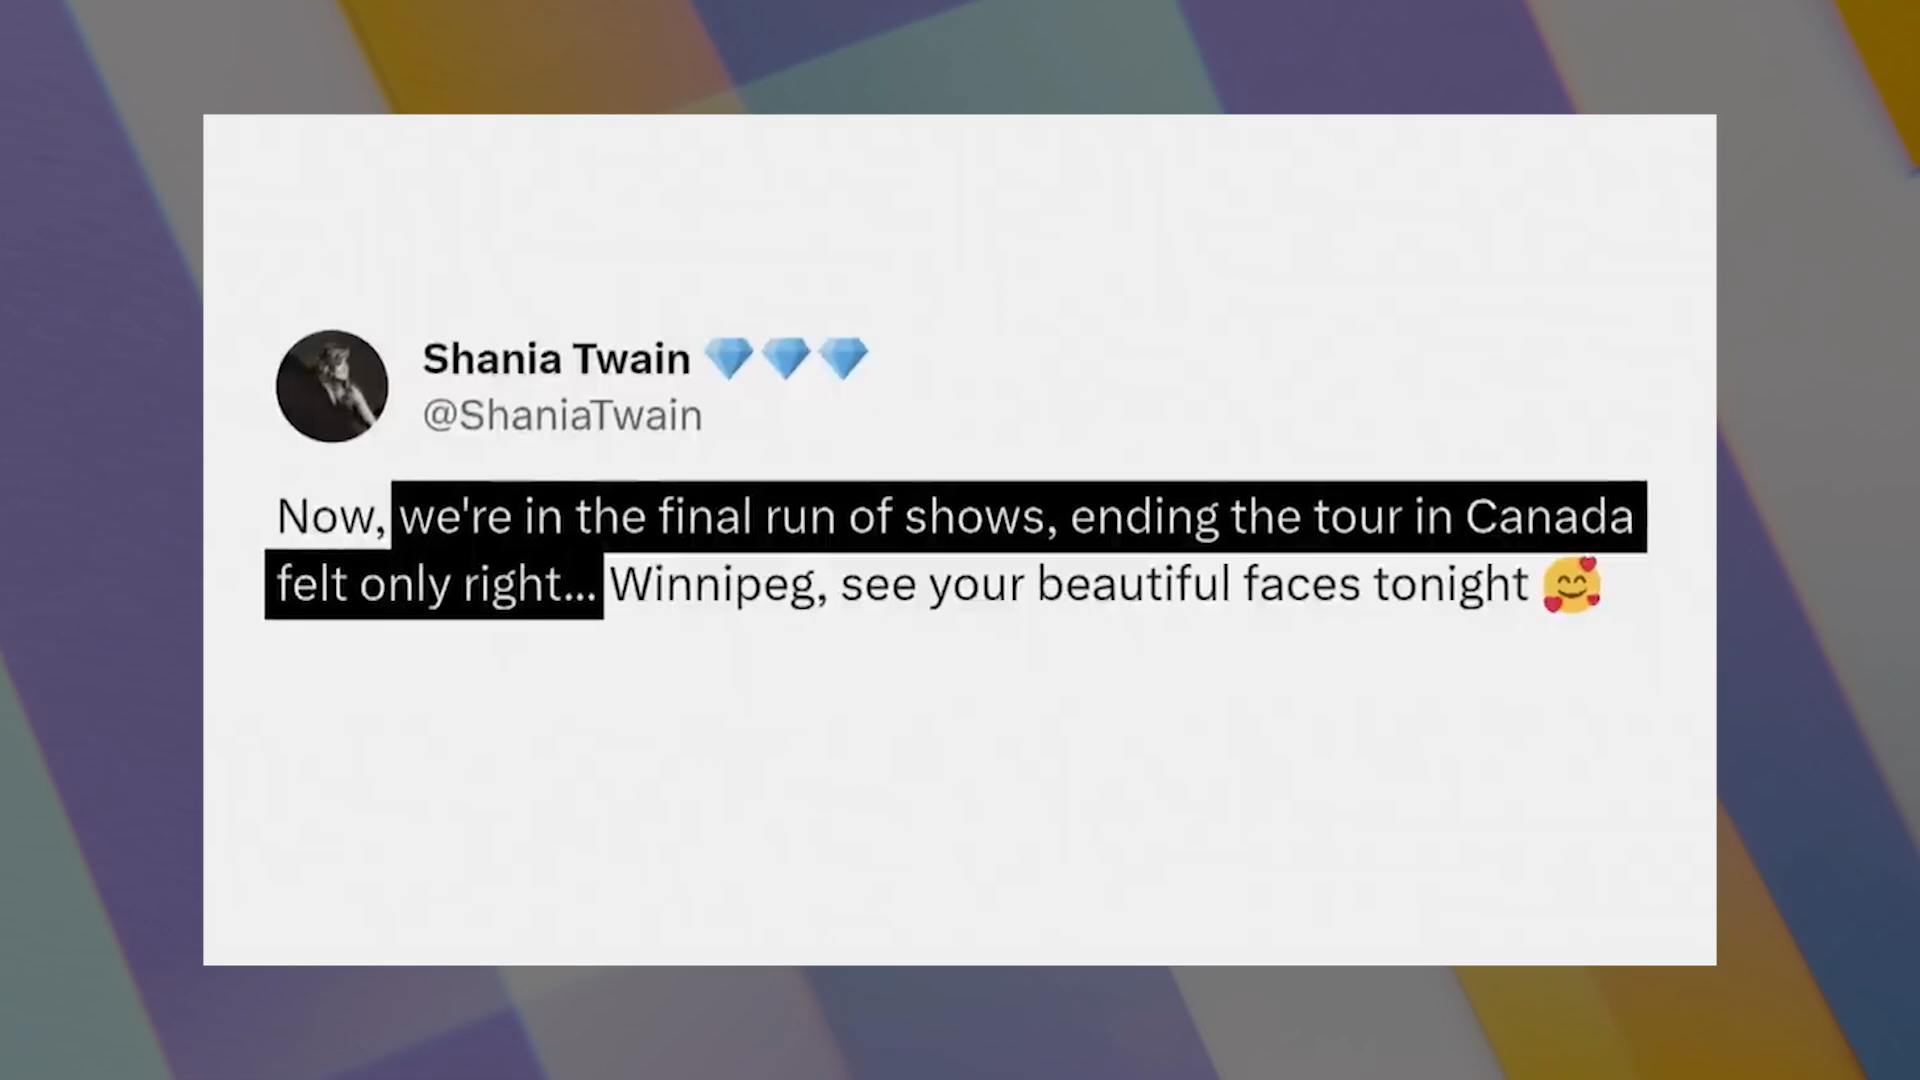 Shania Twain 💎💎💎
@ShaniaTwain
Now, we're in the final run of shows, ending the tour in Canada
felt only right... Winnipeg, see your beautiful faces tonight 🥰